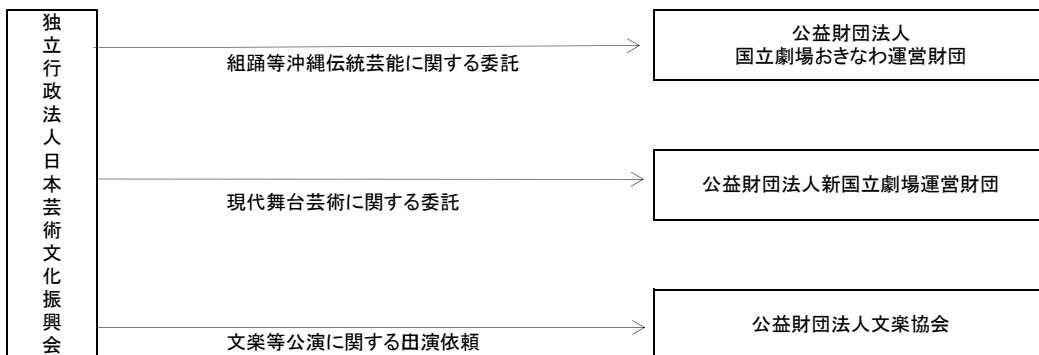 独立行政法人日本芸術文化振興会
組踊等沖縄伝統芸能に関する委託
公益財団法人
国立劇場おきなわ運営財団
現代舞台芸術に関する委託
公益財団法人新国立劇場運営財団
文楽等公演に関する田演依頼
公益財団法人文楽協会